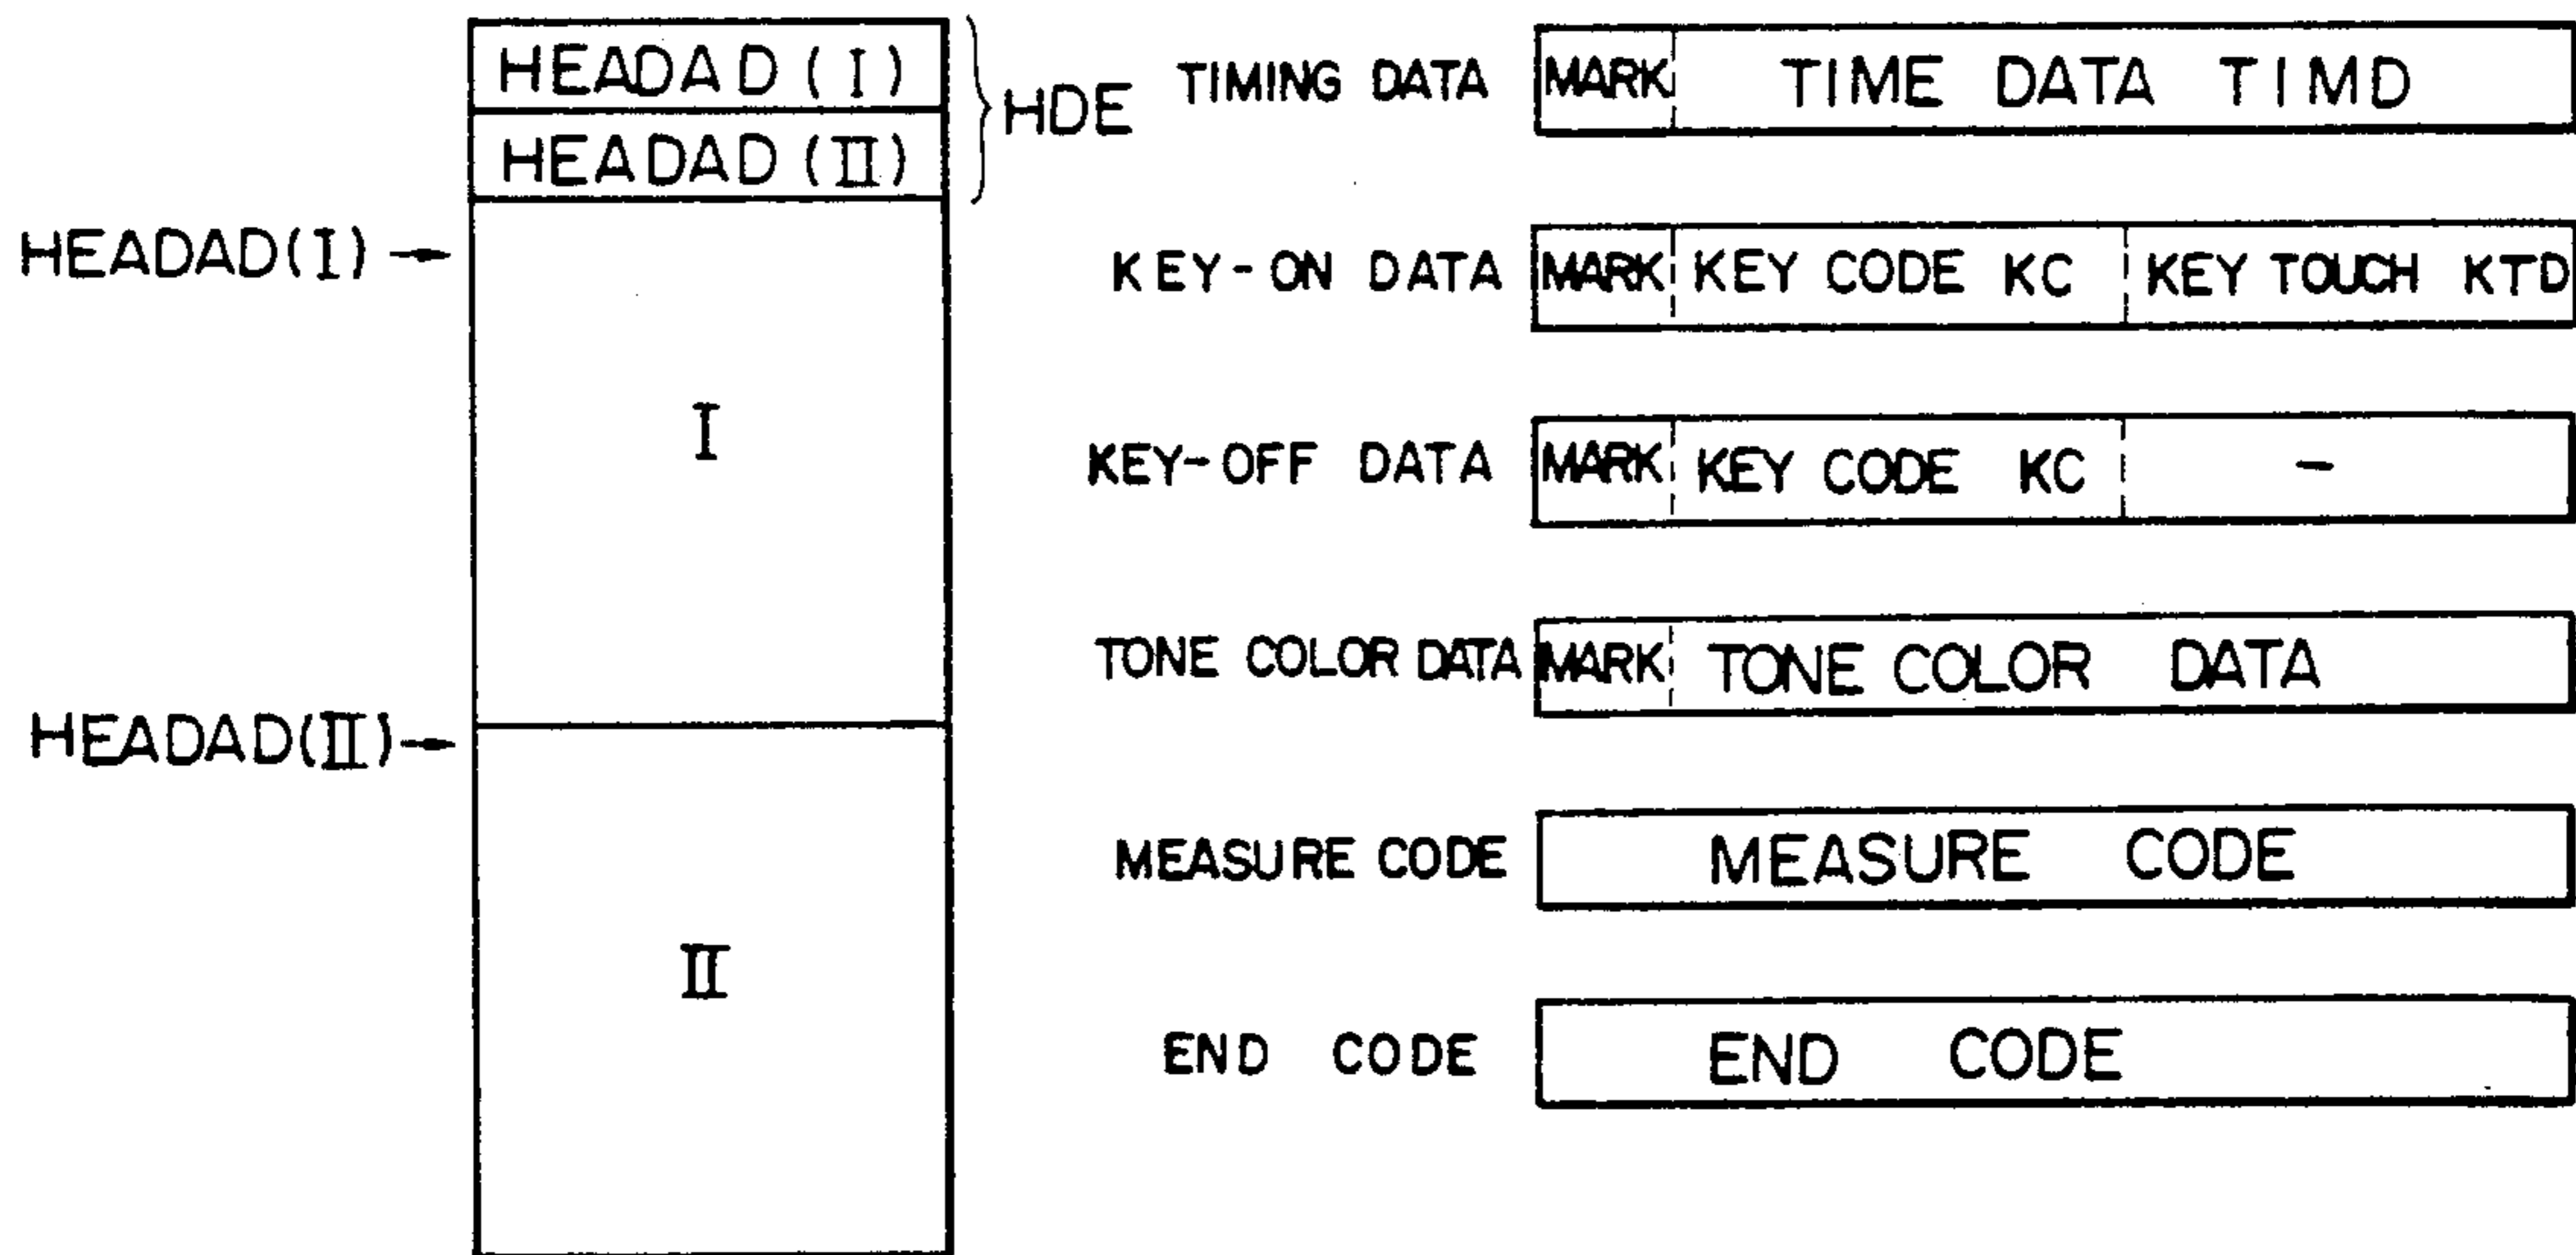 HEADAD (I)
HEADAD (II)
HDE
HEADAD(I)
I
HEADAD(II)
II
TIMING DATA
MARK TIME DATA TIMD
KEY-ON DATA
MARK KEY CODE KC KEY TOUCH KTD
KEY-OFF DATA
MARK KEY CODE KC -
TONE COLOR DATA
MARK TONE COLOR DATA
MEASURE CODE
MEASURE CODE
END CODE
END CODE